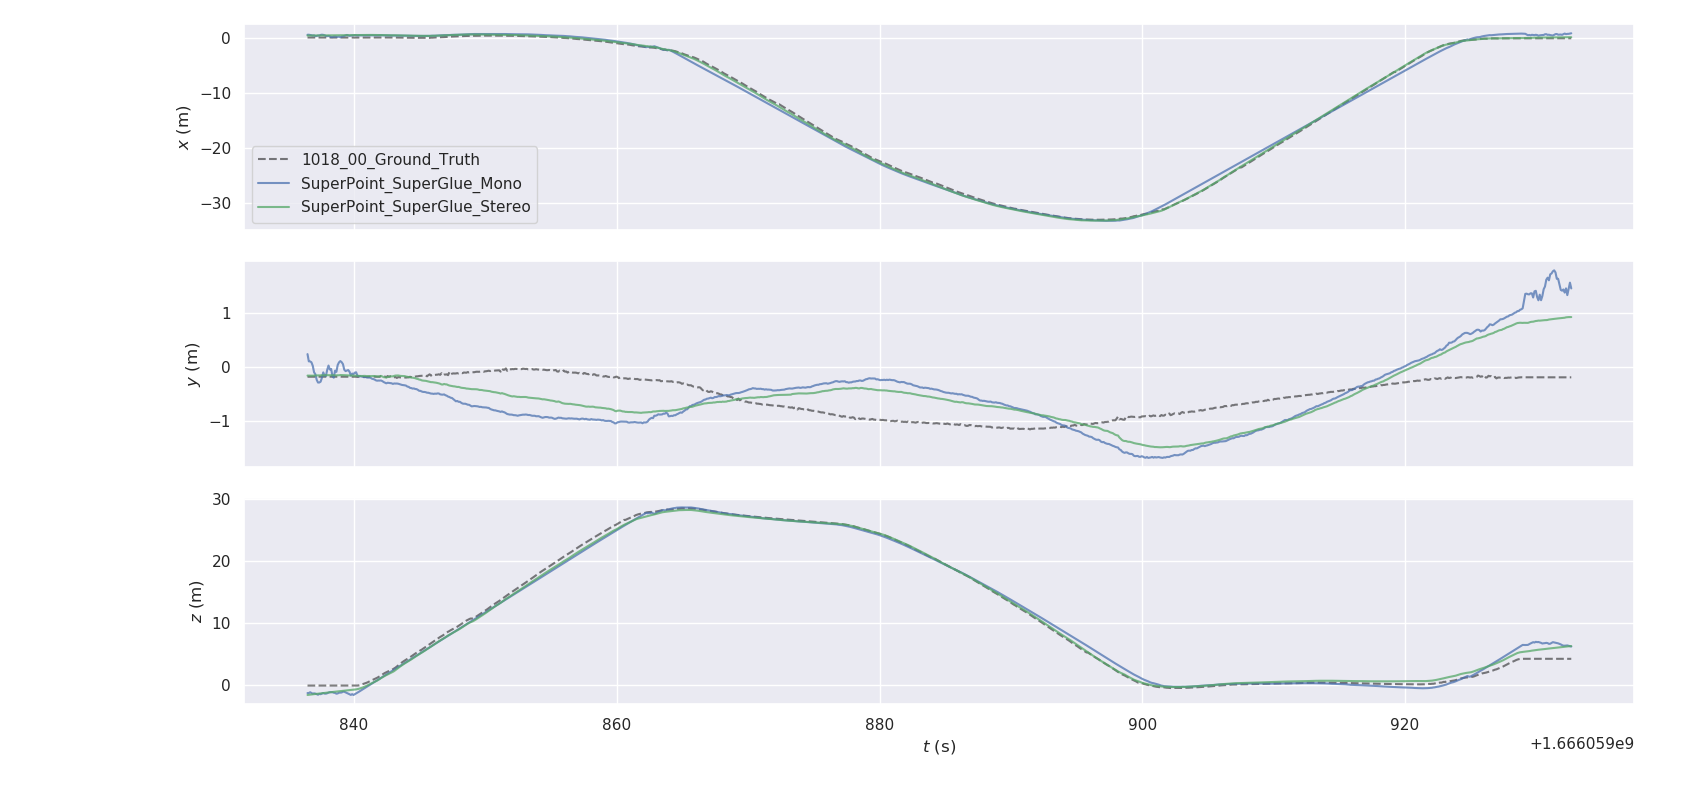 0
−10
−20
−30
x (m)
1018_00_Ground_Truth
SuperPoint_SuperGlue_Mono
SuperPoint_SuperGlue_Stereo
1
0
−1
y (m)
30
20
10
0
z (m)
840 860 880 900 920
t (s)
+1.666059e9